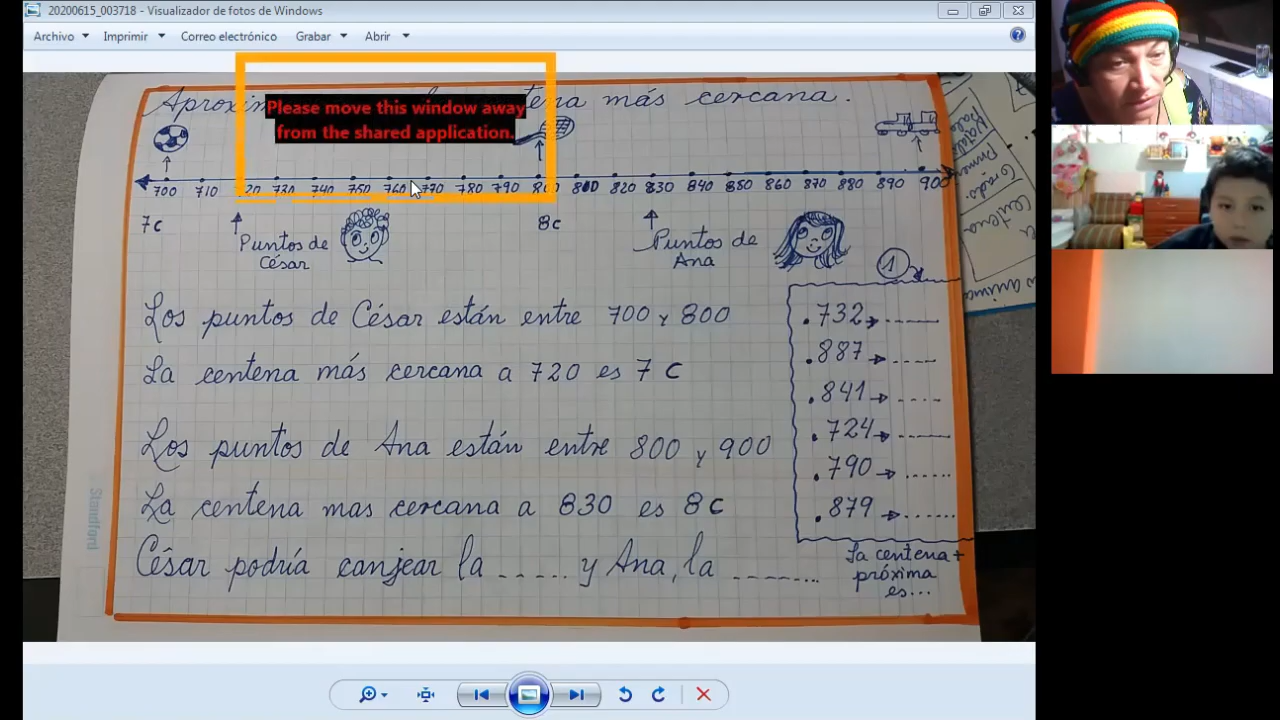 20200615_003718 - Visualizador de fotos de Windows
Archivo Imprimir Correo electrónico Grabar Abrir
más cercana.
Please move this window away
from the shared application.
700 710 720 730 740 750 760 770 780 790 800 810 820 830 840 850 860 870 880 890 900
7c 8c
Puntos de
César
Puntos de
Ana
1
Los puntos de César están entre 700 y 800
La centena más cercana a 720 es 7 C
Los puntos de Ana están entre 800 y 900
La centena mas cercana a 830 es 8c
César podría canjear la _ _ _ _ _ y Ana, la _ _ _ _ _ _ _...
.732→ ------
.887→ -----
.841→ ----
.724→ ------
.790→ ......
.879→ ......
La centena +
próxima
es...
Standford